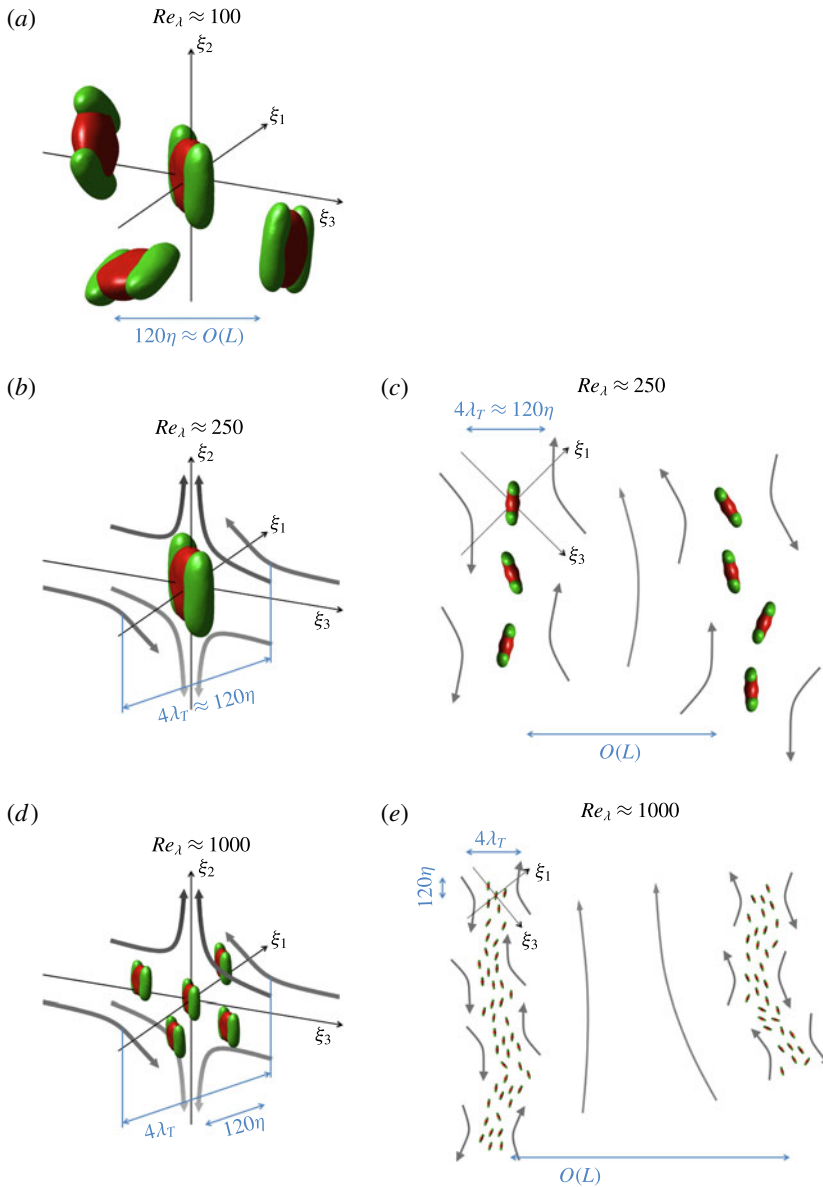 (a)
Re_λ ≈ 100
ξ₂
ξ₁
ξ₃
120η ≈ O(L)
(b)
Re_λ ≈ 250
ξ₂
ξ₁
ξ₃
4λ_T ≈ 120η
(c)
Re_λ ≈ 250
4λ_T ≈ 120η
ξ₁
ξ₃
O(L)
(d)
Re_λ ≈ 1000
ξ₂
ξ₁
ξ₃
4λ_T
120η
(e)
Re_λ ≈ 1000
4λ_T
120η
ξ₁
ξ₃
O(L)